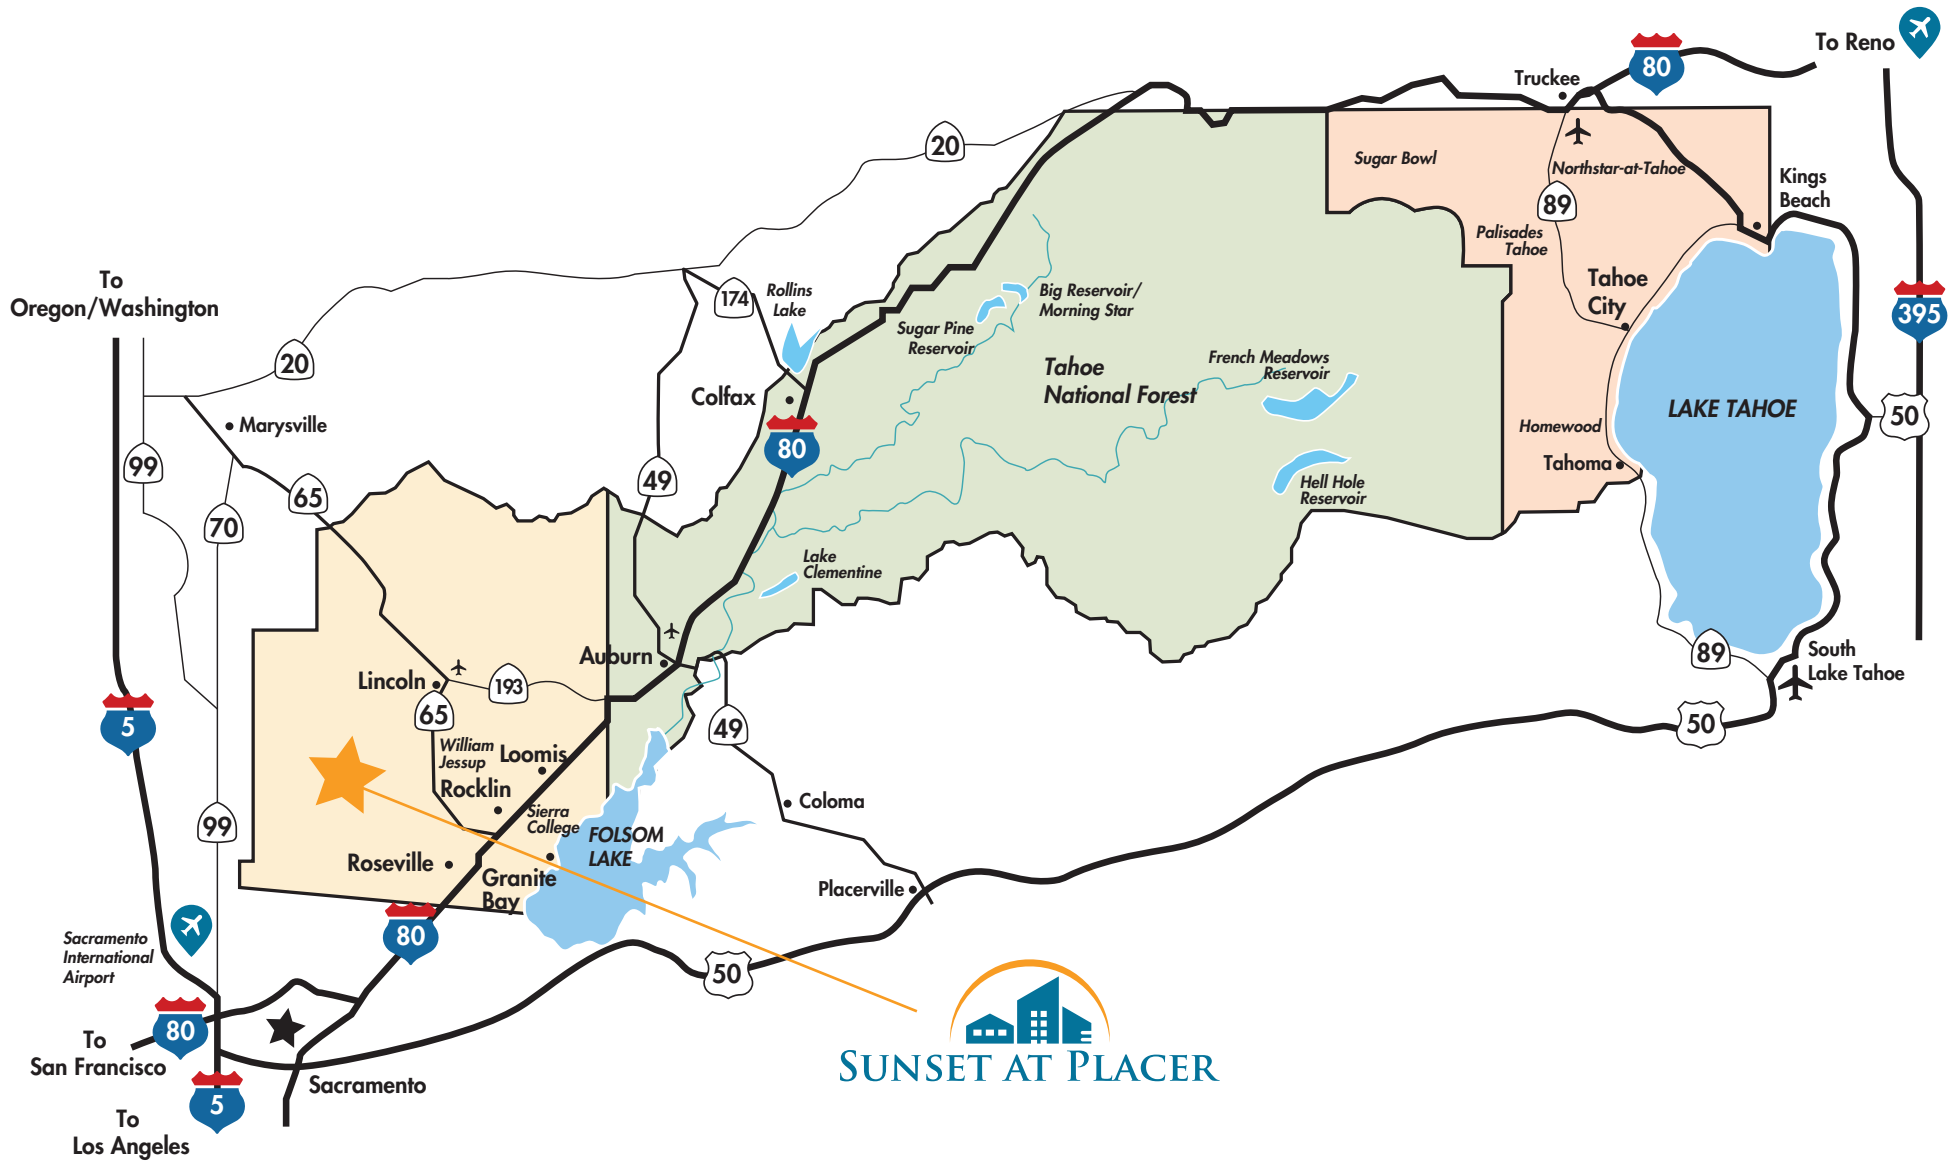 To Reno
80
Truckee
20
Sugar Bowl
Northstar-at-Tahoe
Kings
Beach
89
Palisades
Tahoe
To
Oregon/Washington
174
Rollins
Lake
Big Reservoir/
Morning Star
Tahoe
City
395
Sugar Pine
Reservoir
20
Tahoe
National Forest
French Meadows
Reservoir
Colfax
LAKE TAHOE
50
Marysville
Homewood
80
99
Tahoma
49
65
Hell Hole
Reservoir
70
Lake
Clementine
Auburn
89
South
Lake Tahoe
Lincoln
193
65
5
49
50
William
Jessup
Loomis
Rocklin
Coloma
Sierra
College
99
FOLSOM
LAKE
Roseville
Granite
Bay
Placerville
80
Sacramento
International
Airport
50
80
To
San Francisco
SUNSET AT PLACER
Sacramento
5
To
Los Angeles